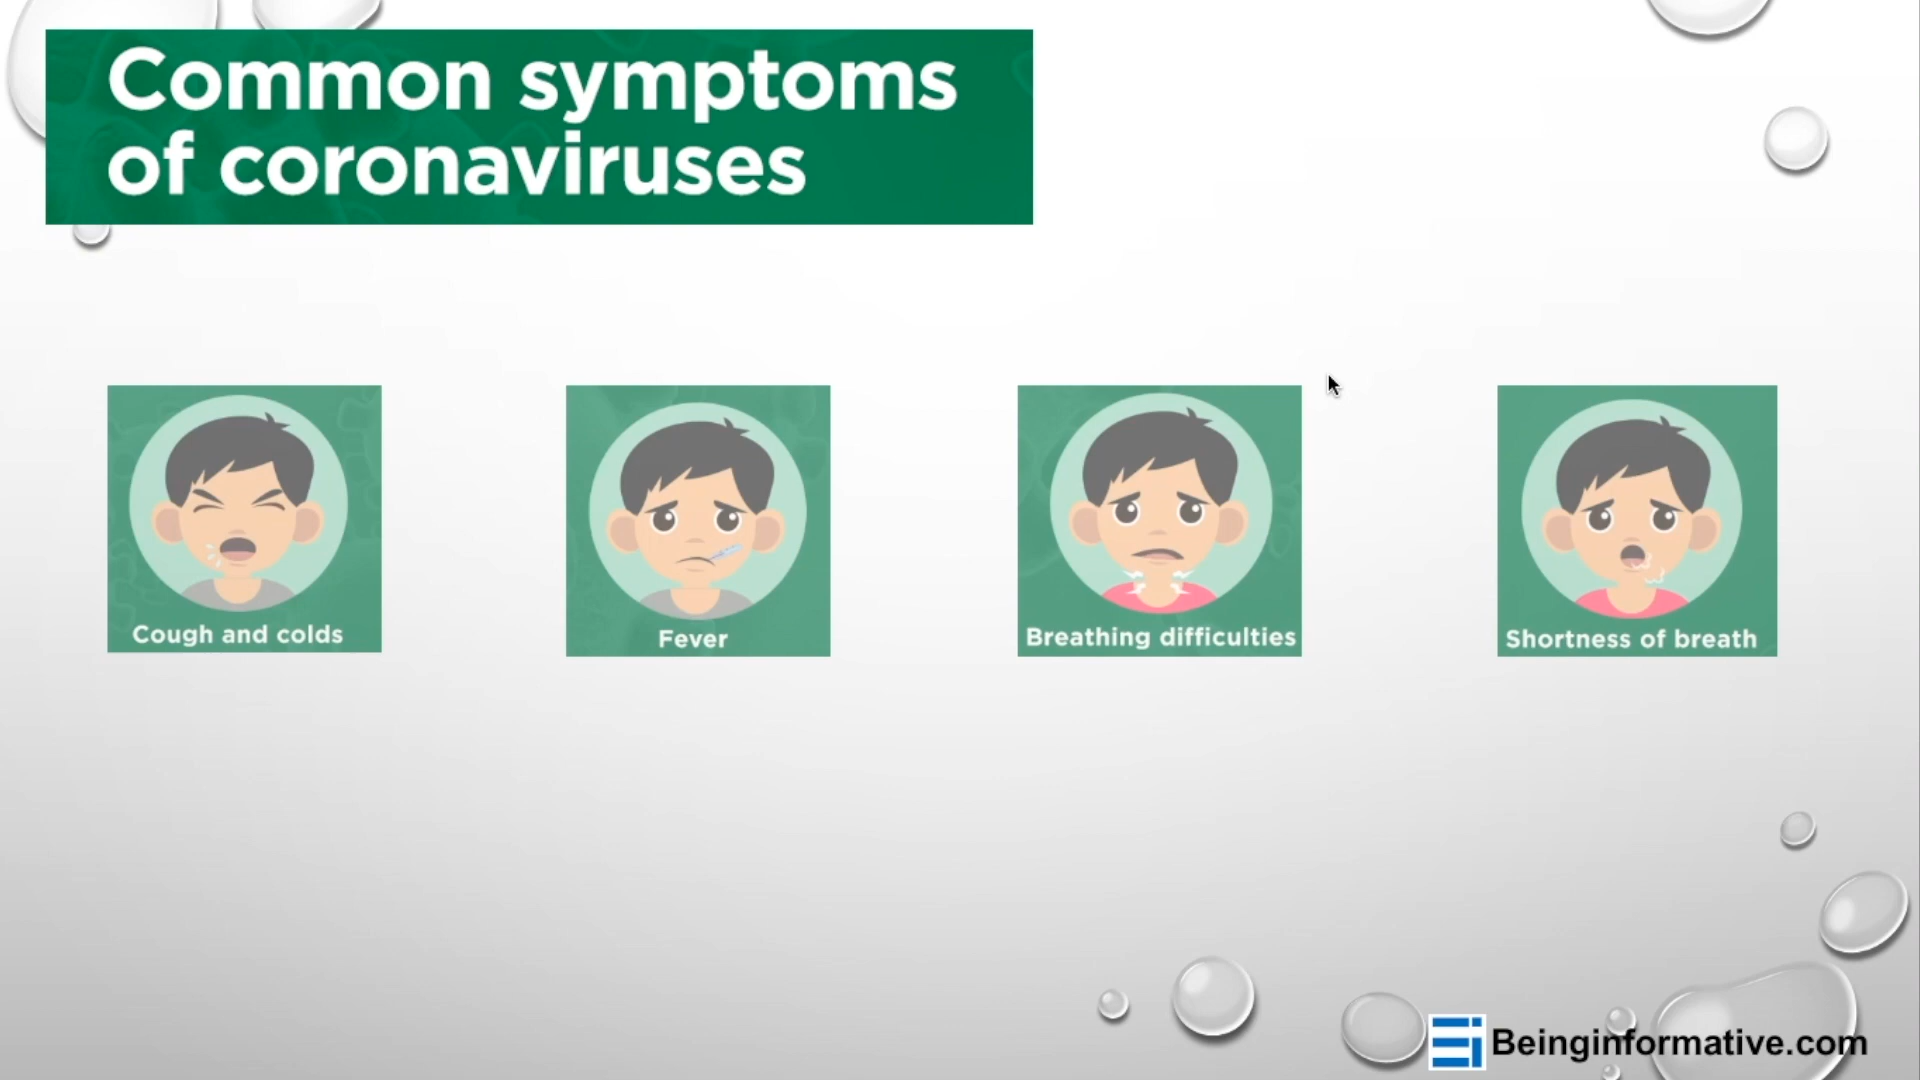 Common symptoms
of coronaviruses
Cough and colds
Fever
Breathing difficulties
Shortness of breath
Beinginformative.com